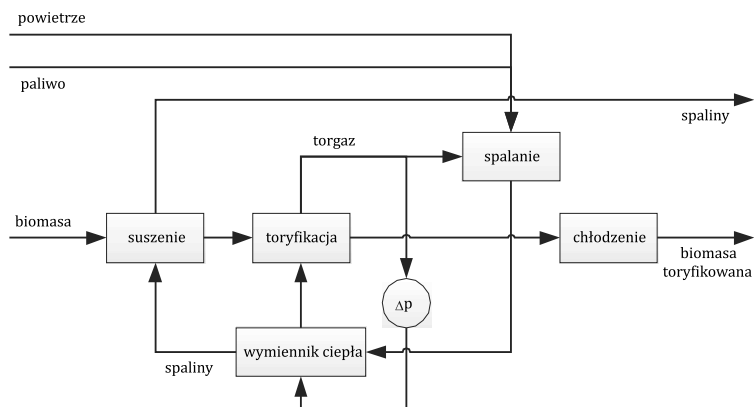 powietrze
paliwo
spaliny
torgaz
spalanie
biomasa
suszenie
toryfikacja
chłodzenie
biomasa
toryfikowana
Δp
wymiennik ciepła
spaliny